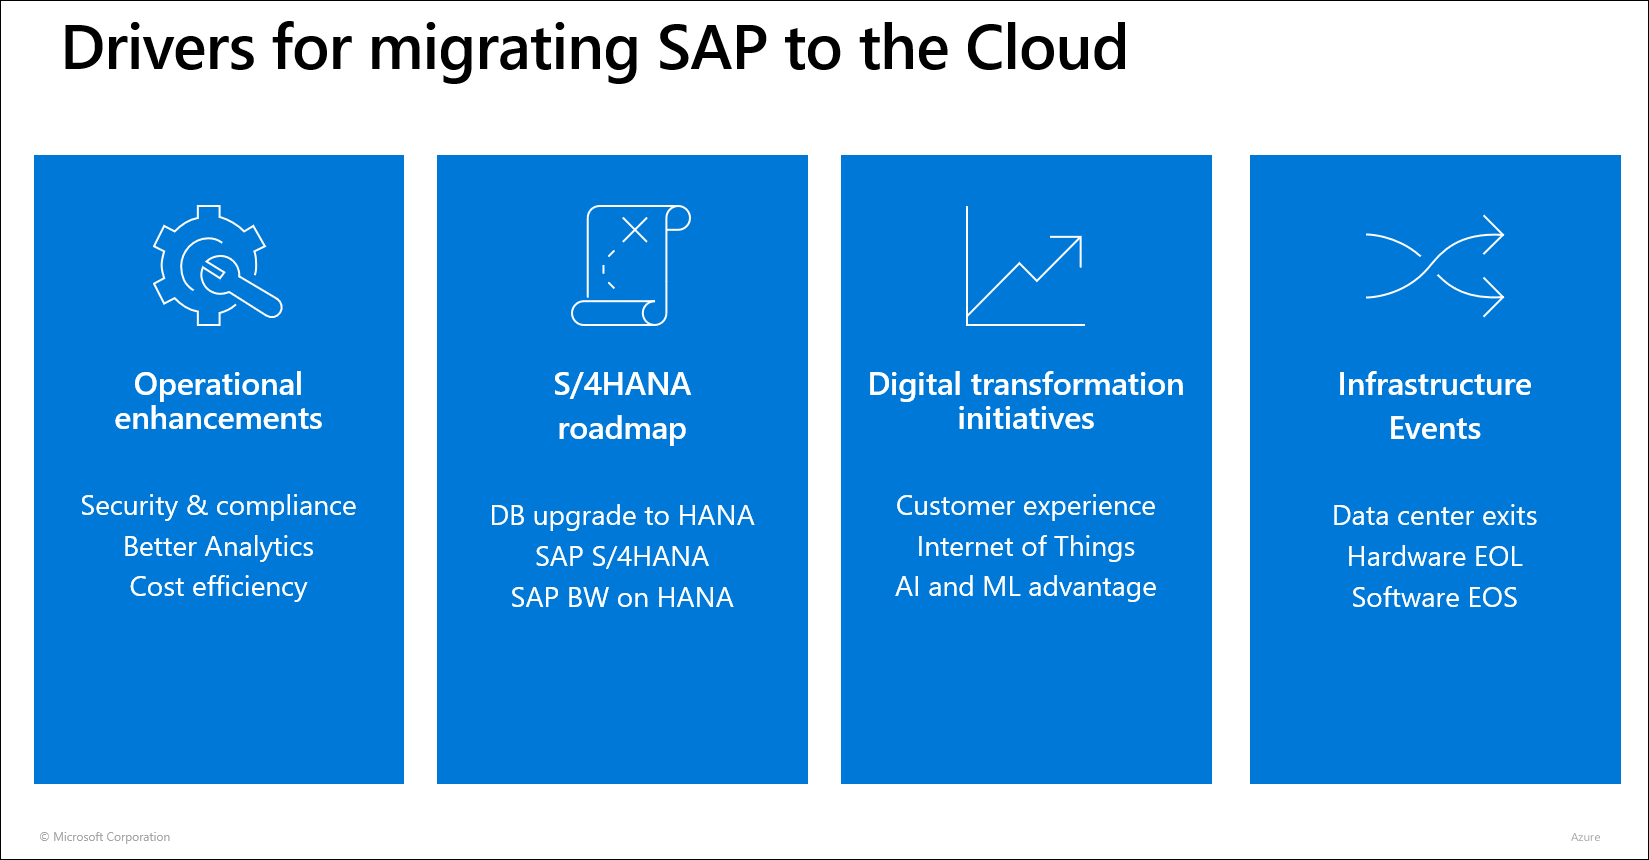 Drivers for migrating SAP to the Cloud
Operational
enhancements
Security & compliance
Better Analytics
Cost efficiency
S/4HANA
roadmap
DB upgrade to HANA
SAP S/4HANA
SAP BW on HANA
Digital transformation
initiatives
Customer experience
Internet of Things
AI and ML advantage
Infrastructure
Events
Data center exits
Hardware EOL
Software EOS
© Microsoft Corporation
Azure